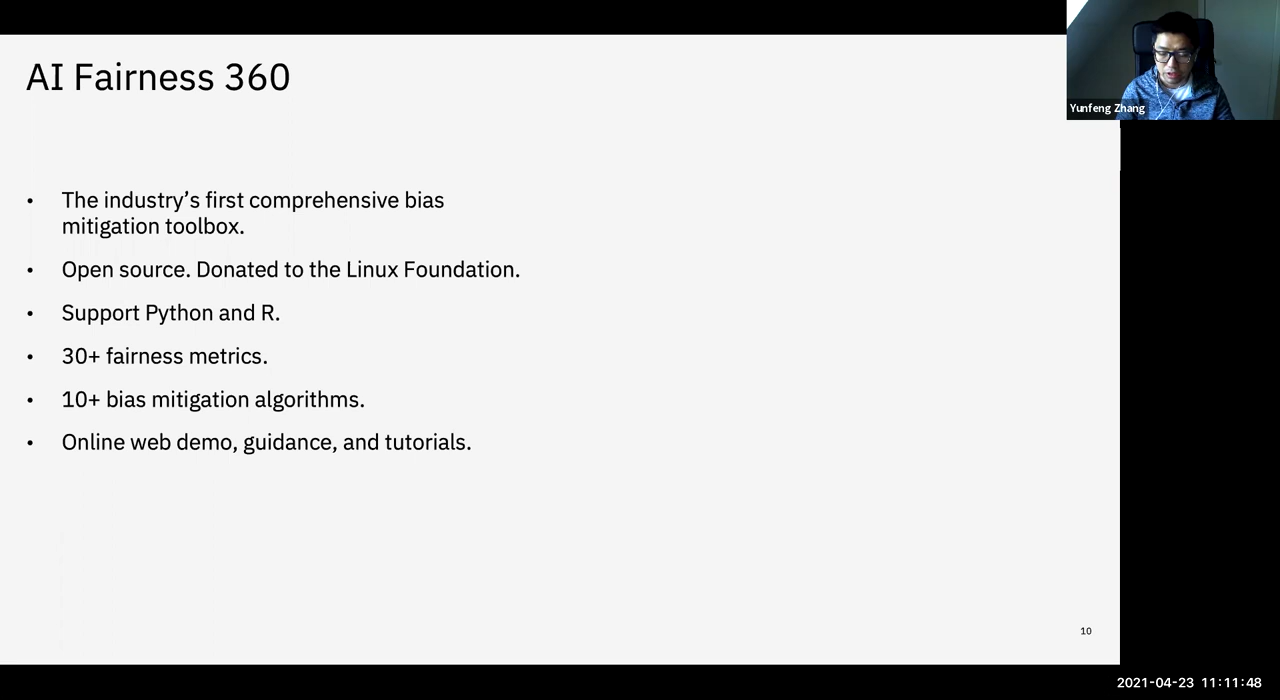 AI Fairness 360
Yunfeng Zhang
• The industry’s first comprehensive bias
mitigation toolbox.
• Open source. Donated to the Linux Foundation.
• Support Python and R.
• 30+ fairness metrics.
• 10+ bias mitigation algorithms.
• Online web demo, guidance, and tutorials.
10
2021-04-23 11:11:48